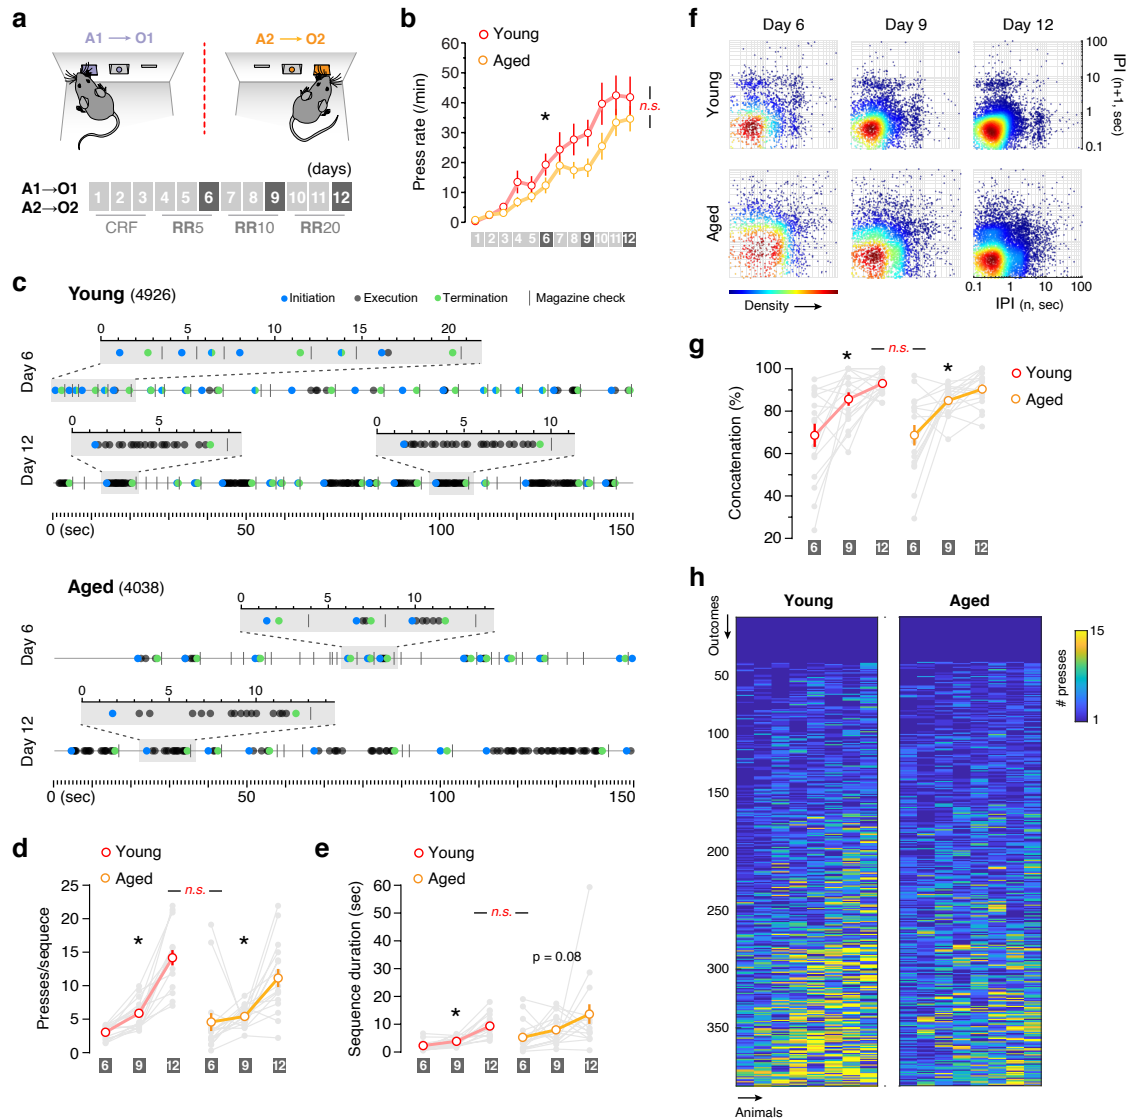 a
A1 → O1
A2 → O2
(days)
A1→O1
A2→O2
1 2 3 4 5 6 7 8 9 10 11 12
CRF RR5 RR10 RR20
b
Young
Aged
Press rate (/min)
60
50
40
30
20
10
0
*
n.s.
1 2 3 4 5 6 7 8 9 10 11 12
c
Young (4926)
Initiation Execution Termination Magazine check
0 5 10 15 20
Day 6
0 5
0 5 10
Day 12
0 (sec) 50 100 150
Aged (4038)
0 5 10
Day 6
0 5 10
Day 12
0 (sec) 50 100 150
d
Young
Aged
Presses/sequece
25
20
15
10
5
0
n.s.
* *
6 9 12 6 9 12
e
Young
Aged
Sequence duration (sec)
60
50
40
30
20
10
0
n.s.
p = 0.08
*
6 9 12 6 9 12
f
Day 6 Day 9 Day 12
Young
Aged
100
10
1
0.1
IPI (n+1, sec)
0.1 1 10 100
IPI (n, sec)
Density →
g
Concatenation (%)
100
80
60
40
20
* n.s. *
Young
Aged
6 9 12 6 9 12
h
Young Aged
Outcomes
50
100
150
200
250
300
350
Animals
15
1
# presses